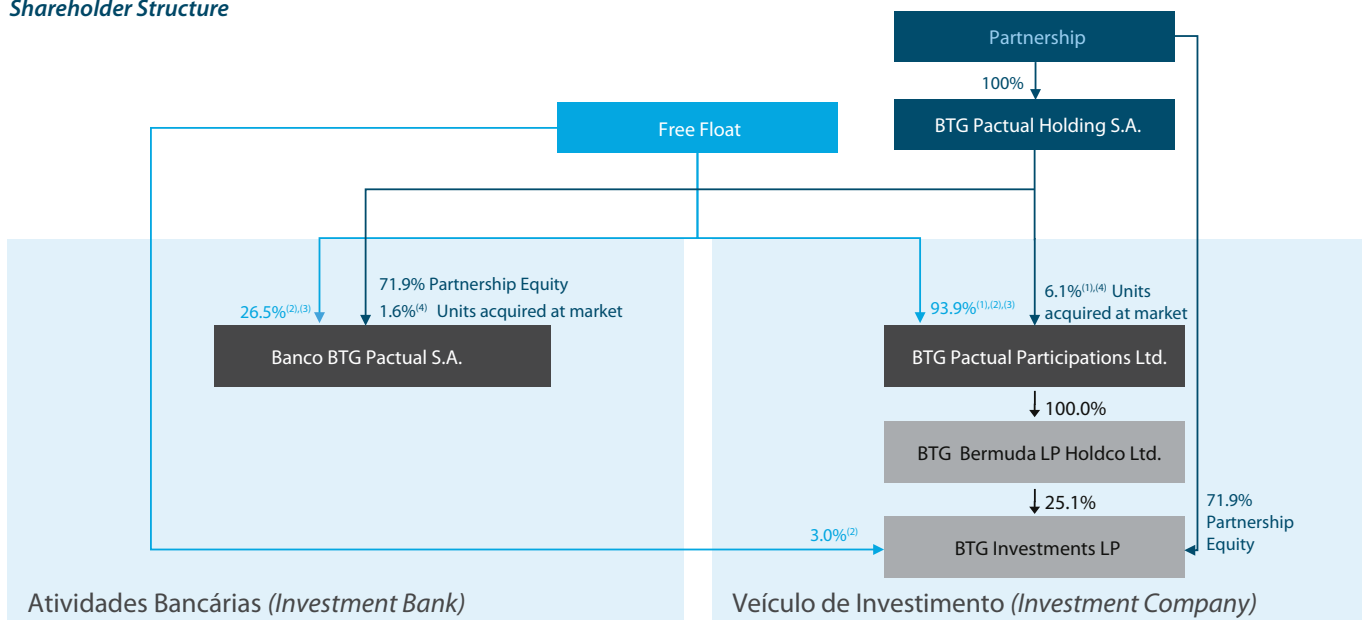 Shareholder Structure
Partnership
100%
Free Float
BTG Pactual Holding S.A.
71.9% Partnership Equity
26.5%(2),(3)
1.6%(4) Units acquired at market
93.9%(1),(2),(3)
6.1%(1),(4) Units
acquired at market
Banco BTG Pactual S.A.
BTG Pactual Participations Ltd.
100.0%
BTG Bermuda LP Holdco Ltd.
25.1%
71.9%
Partnership
Equity
3.0%(2)
BTG Investments LP
Atividades Bancárias (Investment Bank)
Veículo de Investimento (Investment Company)